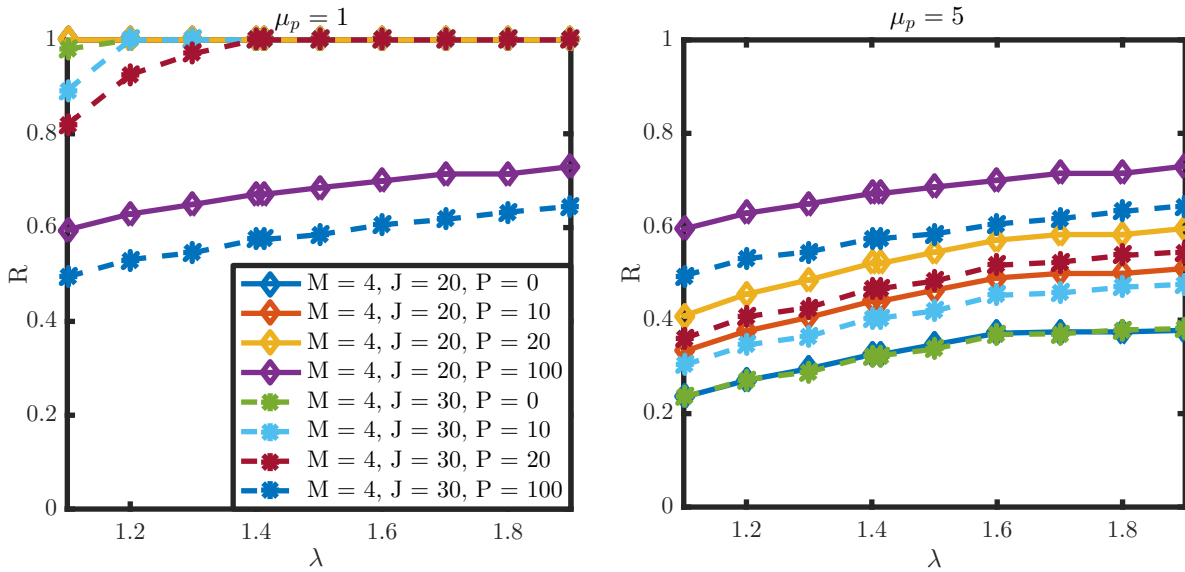 μₚ = 1
R
1
0.8
0.6
0.4
0.2
0
1.2
1.4
1.6
1.8
λ
M = 4, J = 20, P = 0
M = 4, J = 20, P = 10
M = 4, J = 20, P = 20
M = 4, J = 20, P = 100
M = 4, J = 30, P = 0
M = 4, J = 30, P = 10
M = 4, J = 30, P = 20
M = 4, J = 30, P = 100
μₚ = 5
R
1
0.8
0.6
0.4
0.2
0
1.2
1.4
1.6
1.8
λ